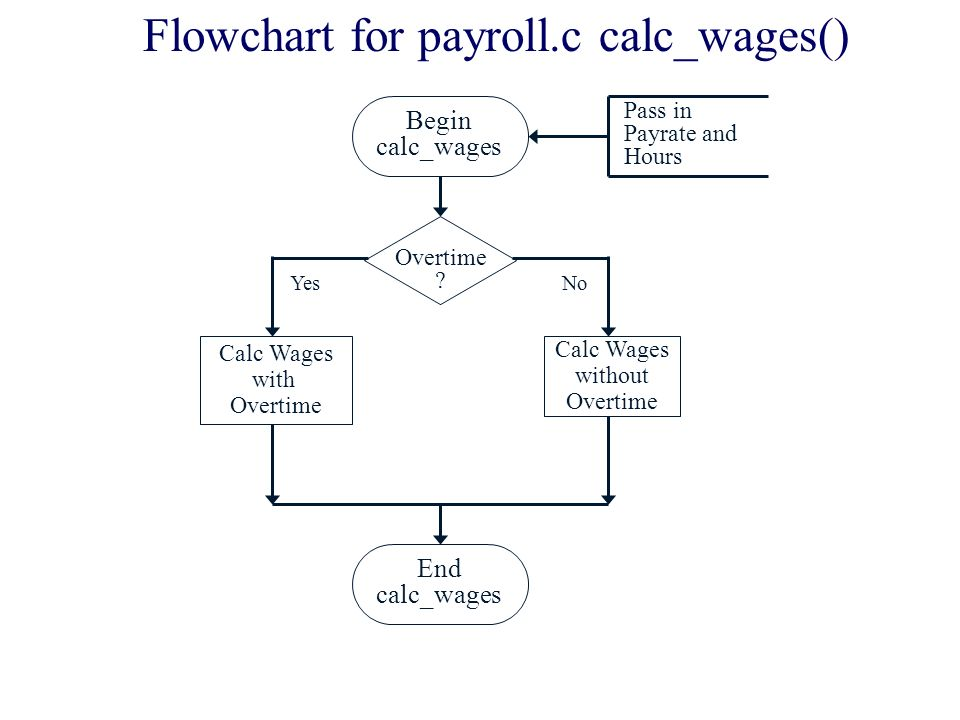 Flowchart for payroll.c calc_wages()
Begin
calc_wages
Pass in
Payrate and
Hours
Overtime
?
Yes
No
Calc Wages
with
Overtime
Calc Wages
without
Overtime
End
calc_wages